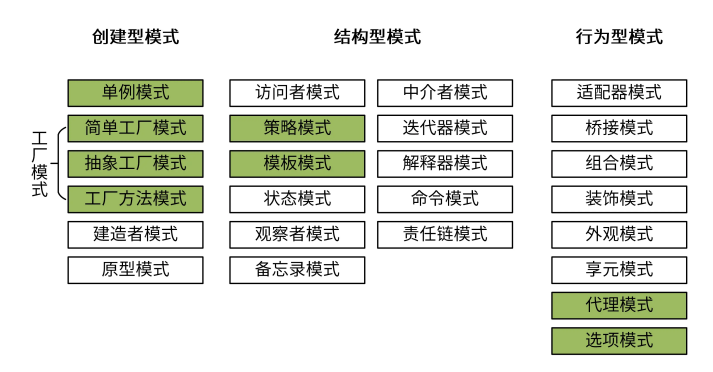 创建型模式
结构型模式
行为型模式
工厂模式
单例模式
简单工厂模式
抽象工厂模式
工厂方法模式
建造者模式
原型模式
访问者模式
策略模式
模板模式
状态模式
观察者模式
备忘录模式
中介者模式
迭代器模式
解释器模式
命令模式
责任链模式
适配器模式
桥接模式
组合模式
装饰模式
外观模式
享元模式
代理模式
选项模式